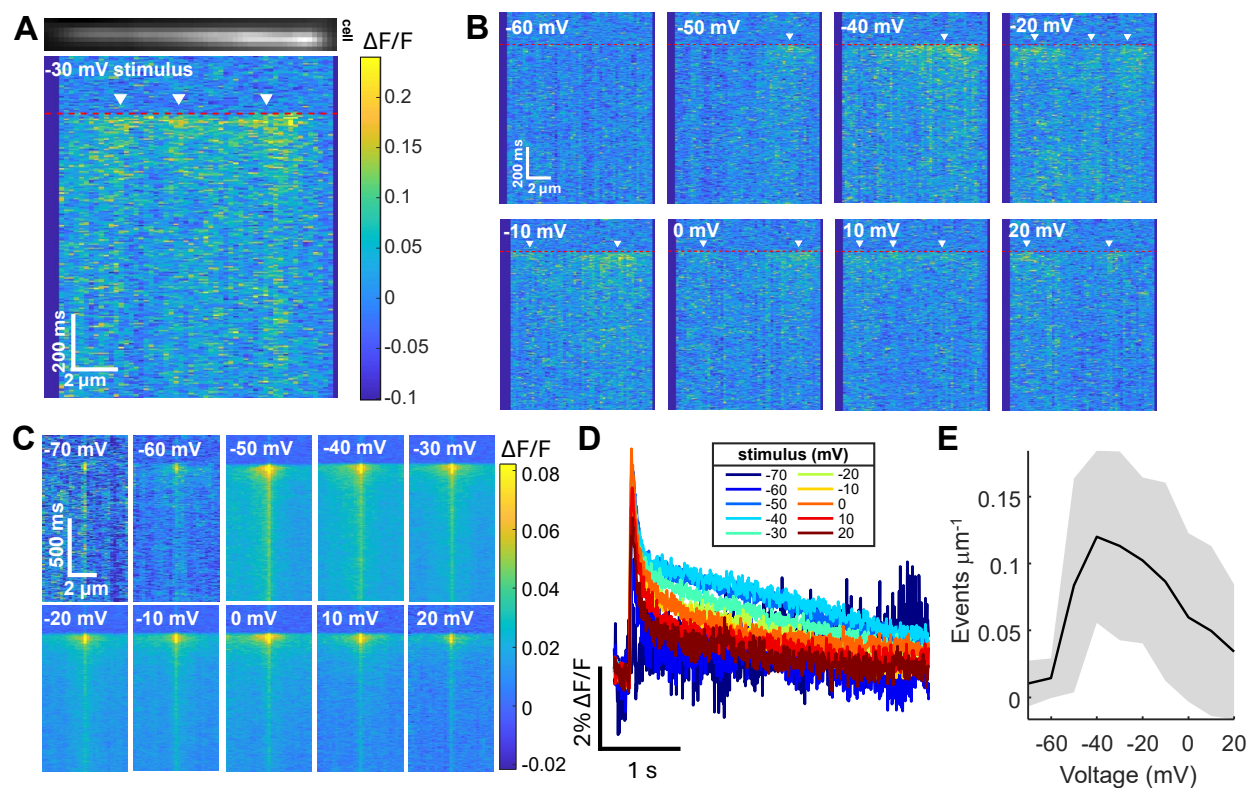 A
cell
ΔF/F
-30 mV stimulus
0.2
0.15
0.1
0.05
0
-0.05
-0.1
200 ms
2 μm
B
-60 mV
-50 mV
-40 mV
-20 mV
200 ms
2 μm
-10 mV
0 mV
10 mV
20 mV
C
-70 mV
-60 mV
-50 mV
-40 mV
-30 mV
ΔF/F
500 ms
2 μm
-20 mV
-10 mV
0 mV
10 mV
20 mV
0.08
0.06
0.04
0.02
0
-0.02
D
stimulus (mV)
-70 -20
-60 -10
-50 0
-40 10
-30 20
2% ΔF/F
1 s
E
Events μm⁻¹
0.15
0.1
0.05
0
-60 -40 -20 0 20
Voltage (mV)